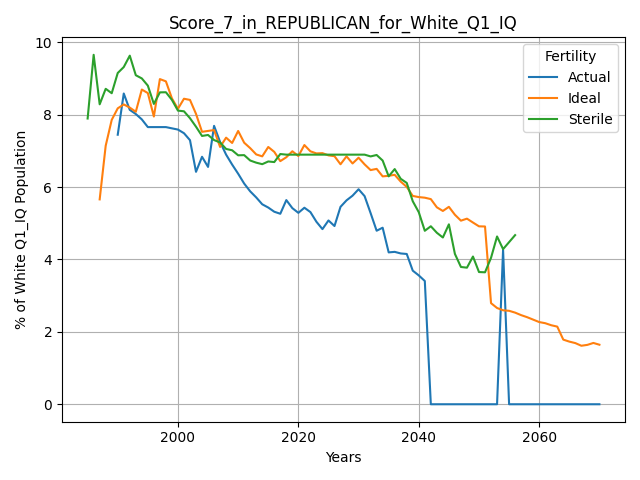 Score_7_in_REPUBLICAN_for_White_Q1_IQ
% of White Q1_IQ Population
10
8
6
4
2
0
Fertility
Actual
Ideal
Sterile
2000
2020
2040
2060
Years